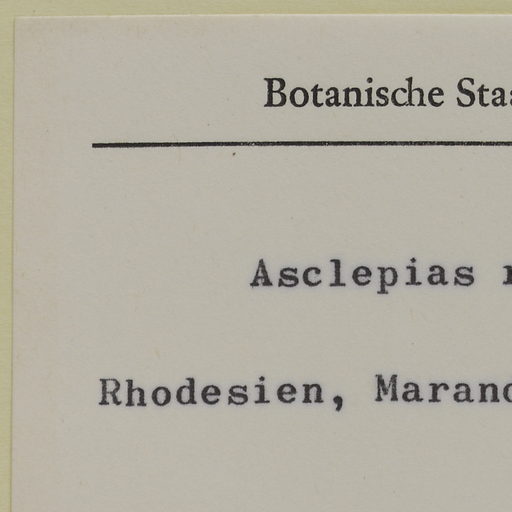 Botanische
Asclepias
Rhodesien,